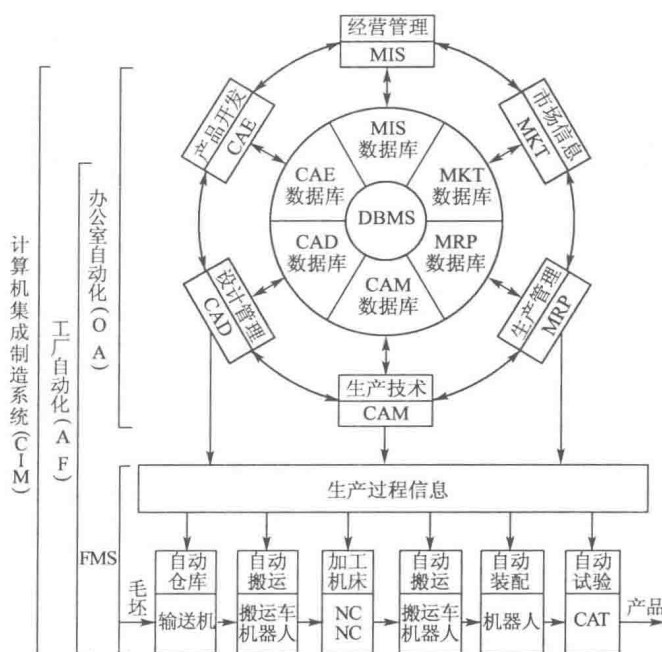 经营管理
MIS
产品开发
CAE
市场信息
MKT
MIS
数据库
CAE
数据库
MKT
数据库
DBMS
CAD
数据库
MRP
数据库
CAM
数据库
设计管理
CAD
生产管理
MRP
生产技术
CAM
计算机集成制造系统(CIM)
工厂自动化(AF)
办公室自动化(OA)
FMS
生产过程信息
毛坯
自动
仓库
输送机
自动
搬运
搬运车
机器人
加工
机床
NC
NC
自动
搬运
搬运车
机器人
自动
装配
机器人
自动
试验
CAT
产品